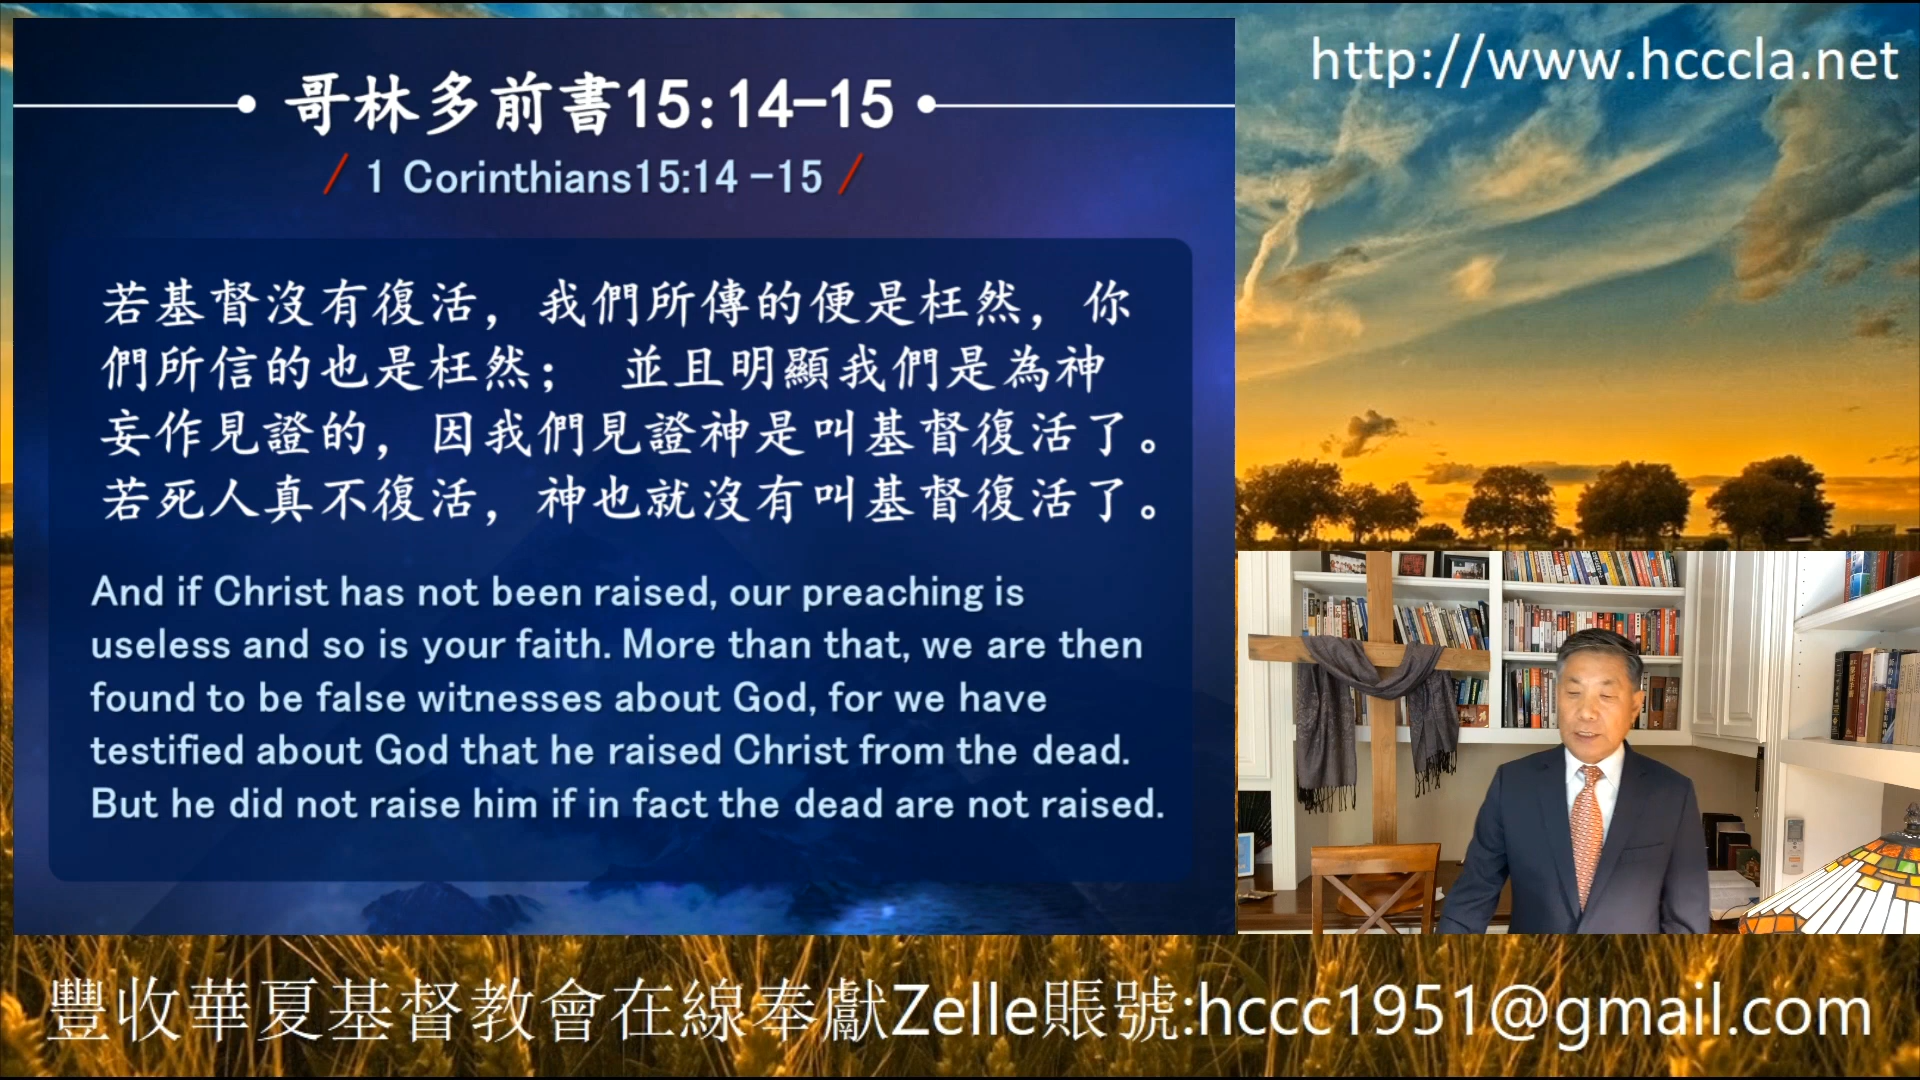 哥林多前書15:14-15
/ 1 Corinthians15:14 -15 /
若基督沒有復活，我們所傳的便是枉然，你
們所信的也是枉然； 並且明顯我們是為神
妄作見證的，因我們見證神是叫基督復活了。
若死人真不復活，神也就沒有叫基督復活了。
And if Christ has not been raised, our preaching is
useless and so is your faith. More than that, we are then
found to be false witnesses about God, for we have
testified about God that he raised Christ from the dead.
But he did not raise him if in fact the dead are not raised.
http://www.hcccla.net
豐收華夏基督教會在線奉獻Zelle賬號:hccc1951@gmail.com